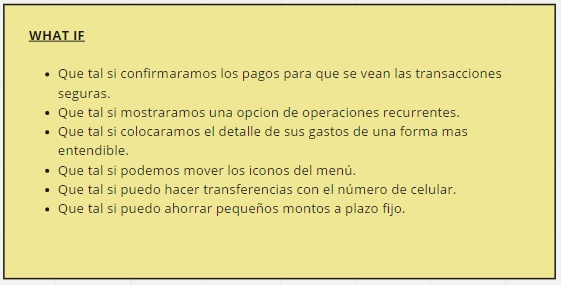 WHAT IF
• Que tal si confirmaramos los pagos para que se vean las transacciones
seguras.
• Que tal si mostraramos una opcion de operaciones recurrentes.
• Que tal si colocaramos el detalle de sus gastos de una forma mas
entendible.
• Que tal si podemos mover los iconos del menú.
• Que tal si puedo hacer transferencias con el número de celular.
• Que tal si puedo ahorrar pequeños montos a plazo fijo.